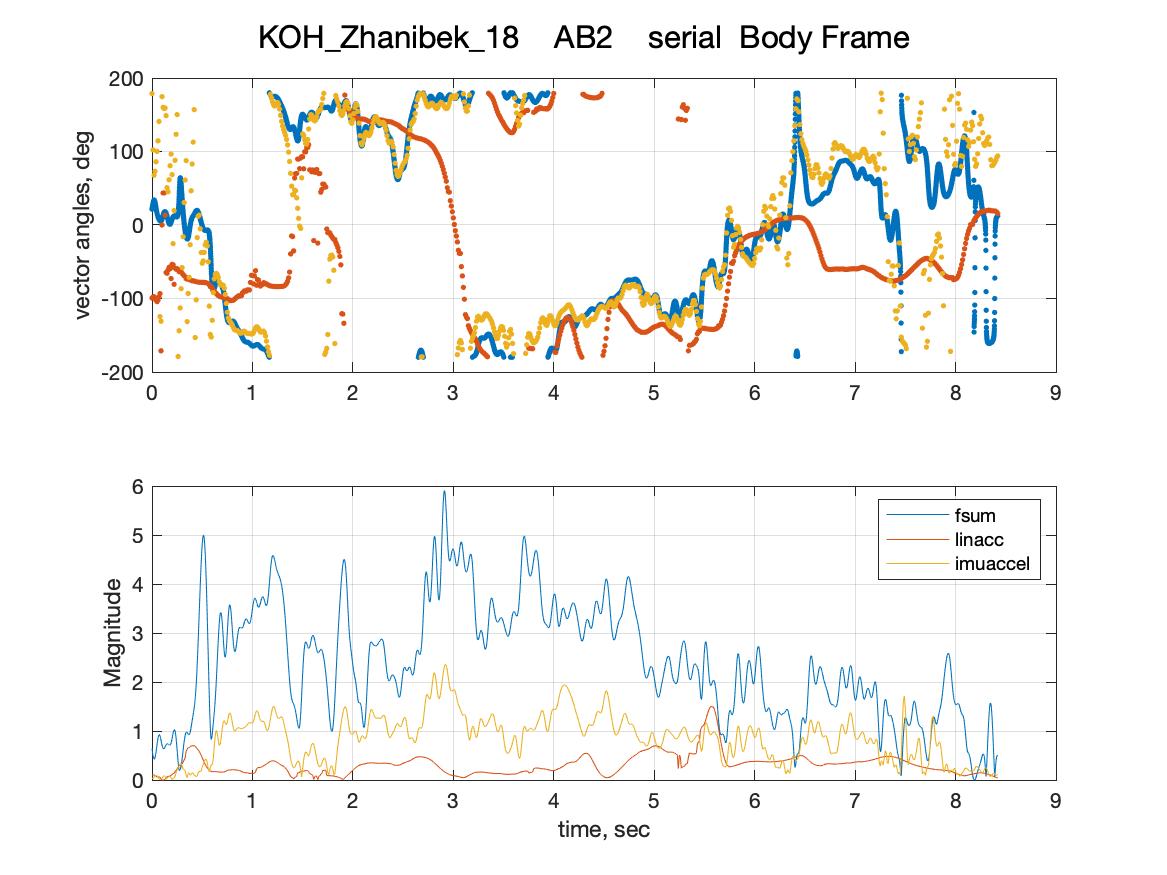 KOH_Zhanibek_18 AB2 serial Body Frame
200
100
0
-100
-200
vector angles, deg
0 1 2 3 4 5 6 7 8 9
6
5
4
3
2
1
0
Magnitude
fsum
linacc
imuaccel
0 1 2 3 4 5 6 7 8 9
time, sec